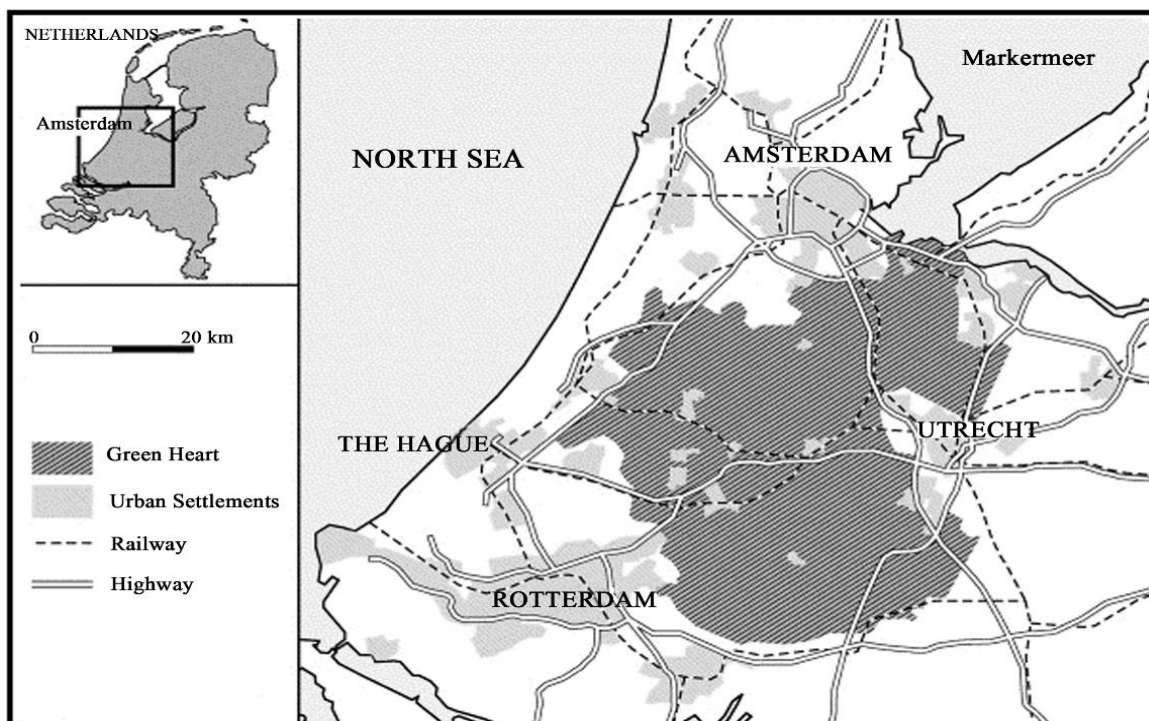 NETHERLANDS
Amsterdam
0 20 km
Green Heart
Urban Settlements
Railway
Highway
Markermeer
NORTH SEA
AMSTERDAM
THE HAGUE
UTRECHT
ROTTERDAM